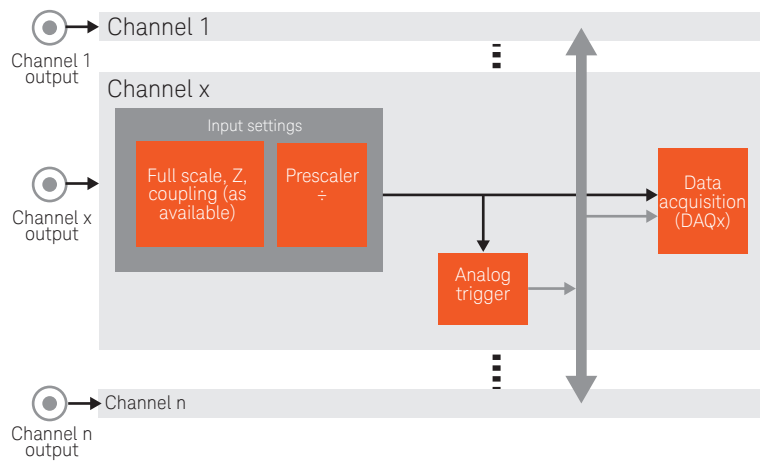 Channel 1
Channel 1
output
Channel x
Input settings
Full scale, Z,
coupling (as
available)
Prescaler
÷
Data
acquisition
(DAQx)
Channel x
output
Analog
trigger
Channel n
Channel n
output